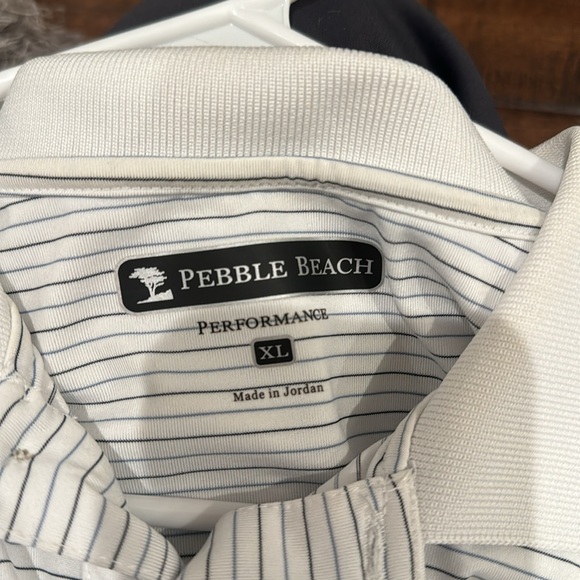 PEBBLE BEACH
PERFORMANCE
XL
Made in Jordan